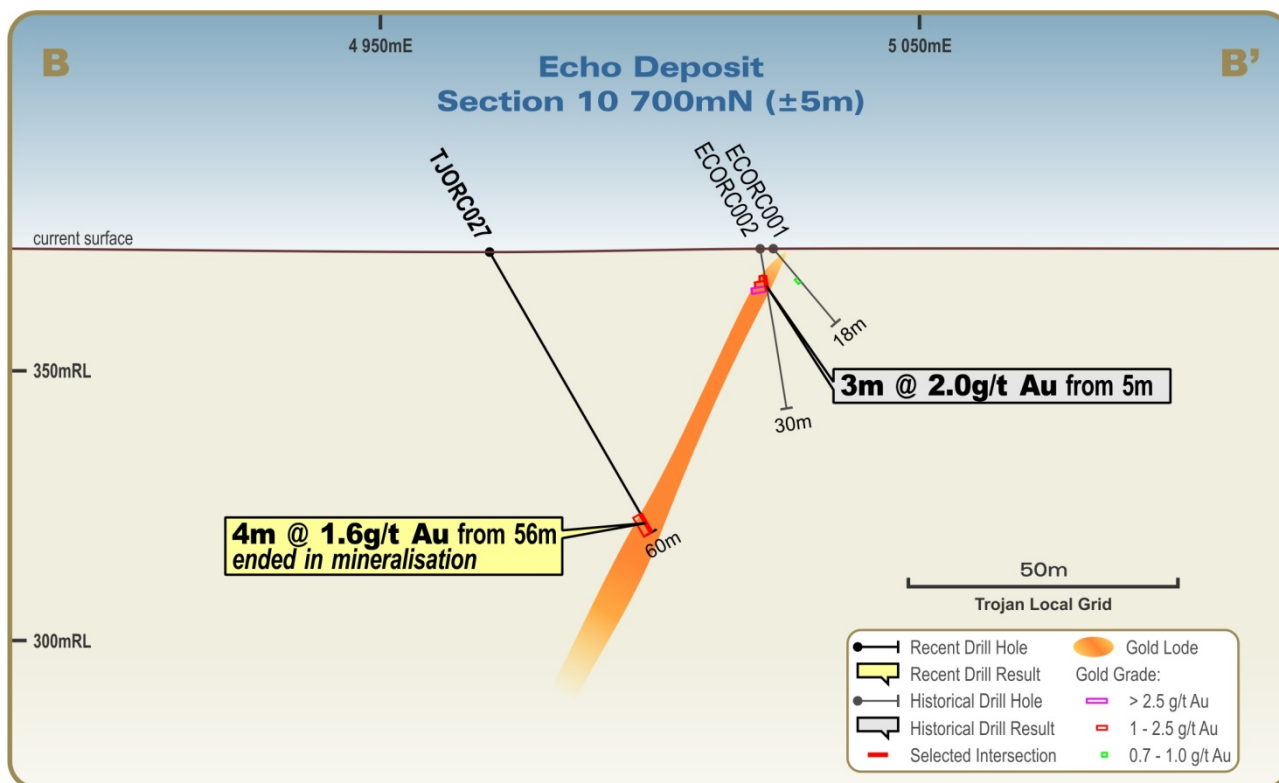 4 950mE
5 050mE
B
B’
Echo Deposit
Section 10 700mN (±5m)
TJORC027
ECORC002
ECORC001
current surface
18m
350mRL
3m @ 2.0g/t Au from 5m
30m
4m @ 1.6g/t Au from 56m
ended in mineralisation
60m
50m
Trojan Local Grid
300mRL
Recent Drill Hole
Recent Drill Result
Historical Drill Hole
Historical Drill Result
Selected Intersection
Gold Lode
Gold Grade:
> 2.5 g/t Au
1 - 2.5 g/t Au
0.7 - 1.0 g/t Au